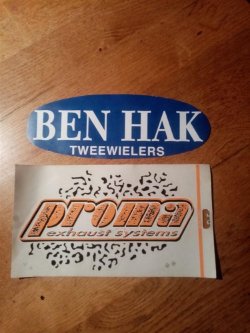 BEN HAK
TWEEWIELERS
proma
exhaust systems